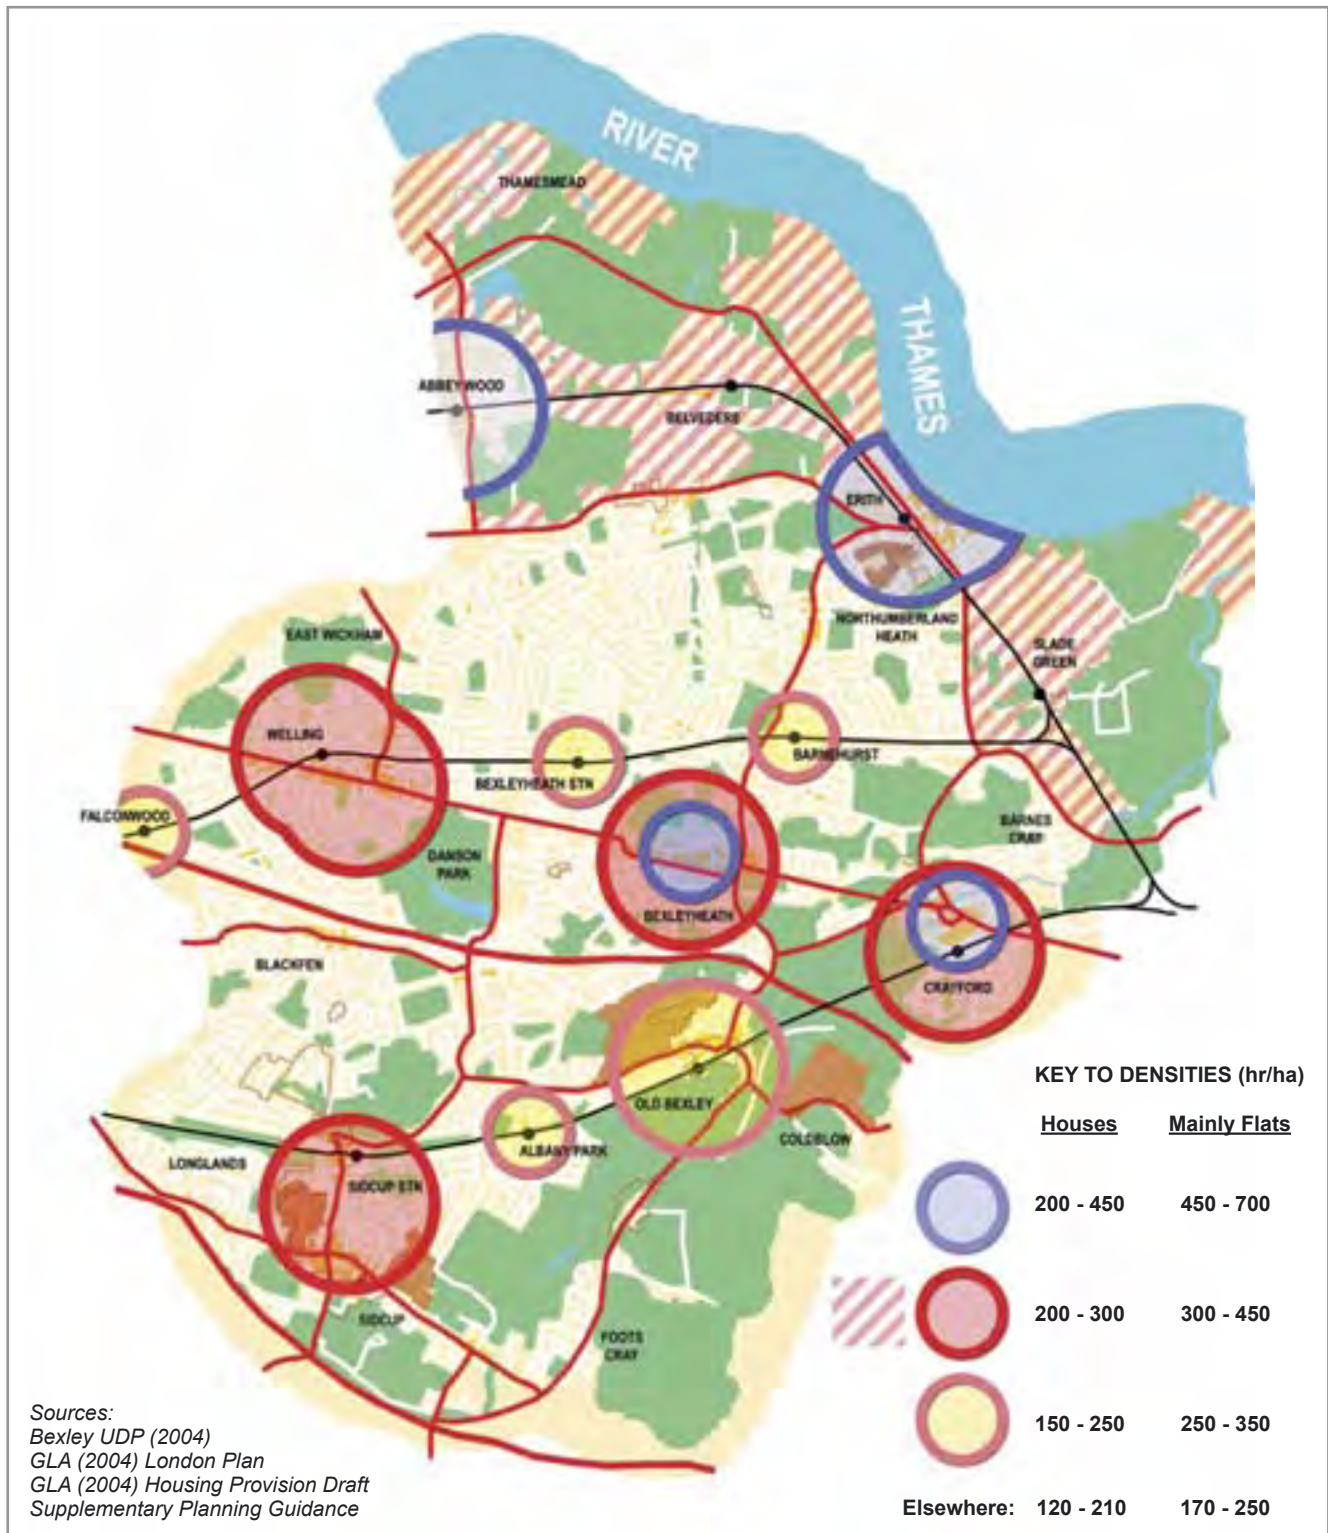 RIVER
THAMESMEAD
THAMES
ABBEY WOOD
BELVEDERE
ERITH
NORTHUMBERLAND
HEATH
EAST WICKHAM
SLADE
GREEN
WELLING
BARNEHURST
BEXLEYHEATH STN
FALCONWOOD
BARNES
CRAY
DANSON
PARK
BEXLEYHEATH
BLACKFEN
CRAYFORD
KEY TO DENSITIES (hr/ha)
OLD BEXLEY
Houses Mainly Flats
COLDBLOW
ALBANY PARK
LONGLANDS
SIDCUP STN
200 - 450 450 - 700
200 - 300 300 - 450
SIDCUP
FOOTS
CRAY
150 - 250 250 - 350
Elsewhere: 120 - 210 170 - 250
Sources:
Bexley UDP (2004)
GLA (2004) London Plan
GLA (2004) Housing Provision Draft
Supplementary Planning Guidance